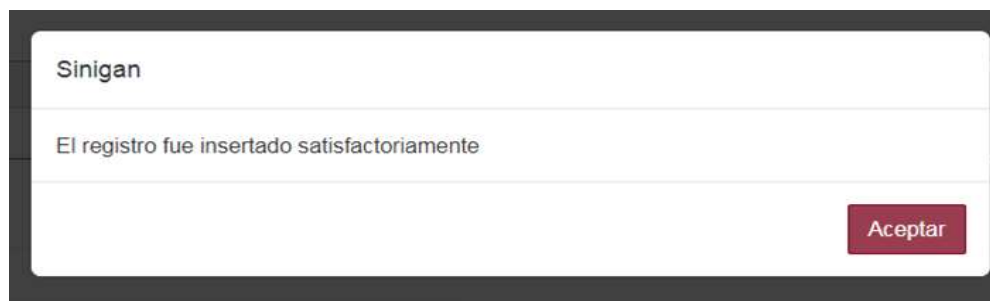 Sinigan
El registro fue insertado satisfactoriamente
Aceptar